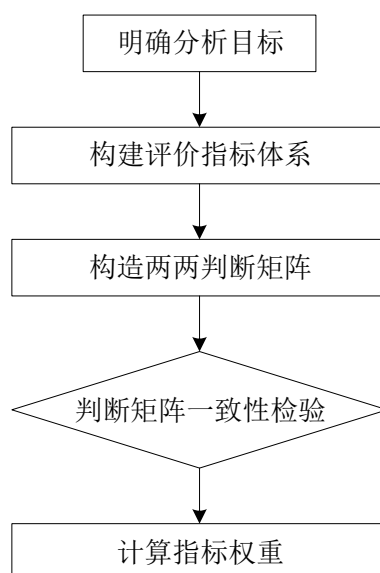 明确分析目标
构建评价指标体系
构造两两判断矩阵
判断矩阵一致性检验
计算指标权重